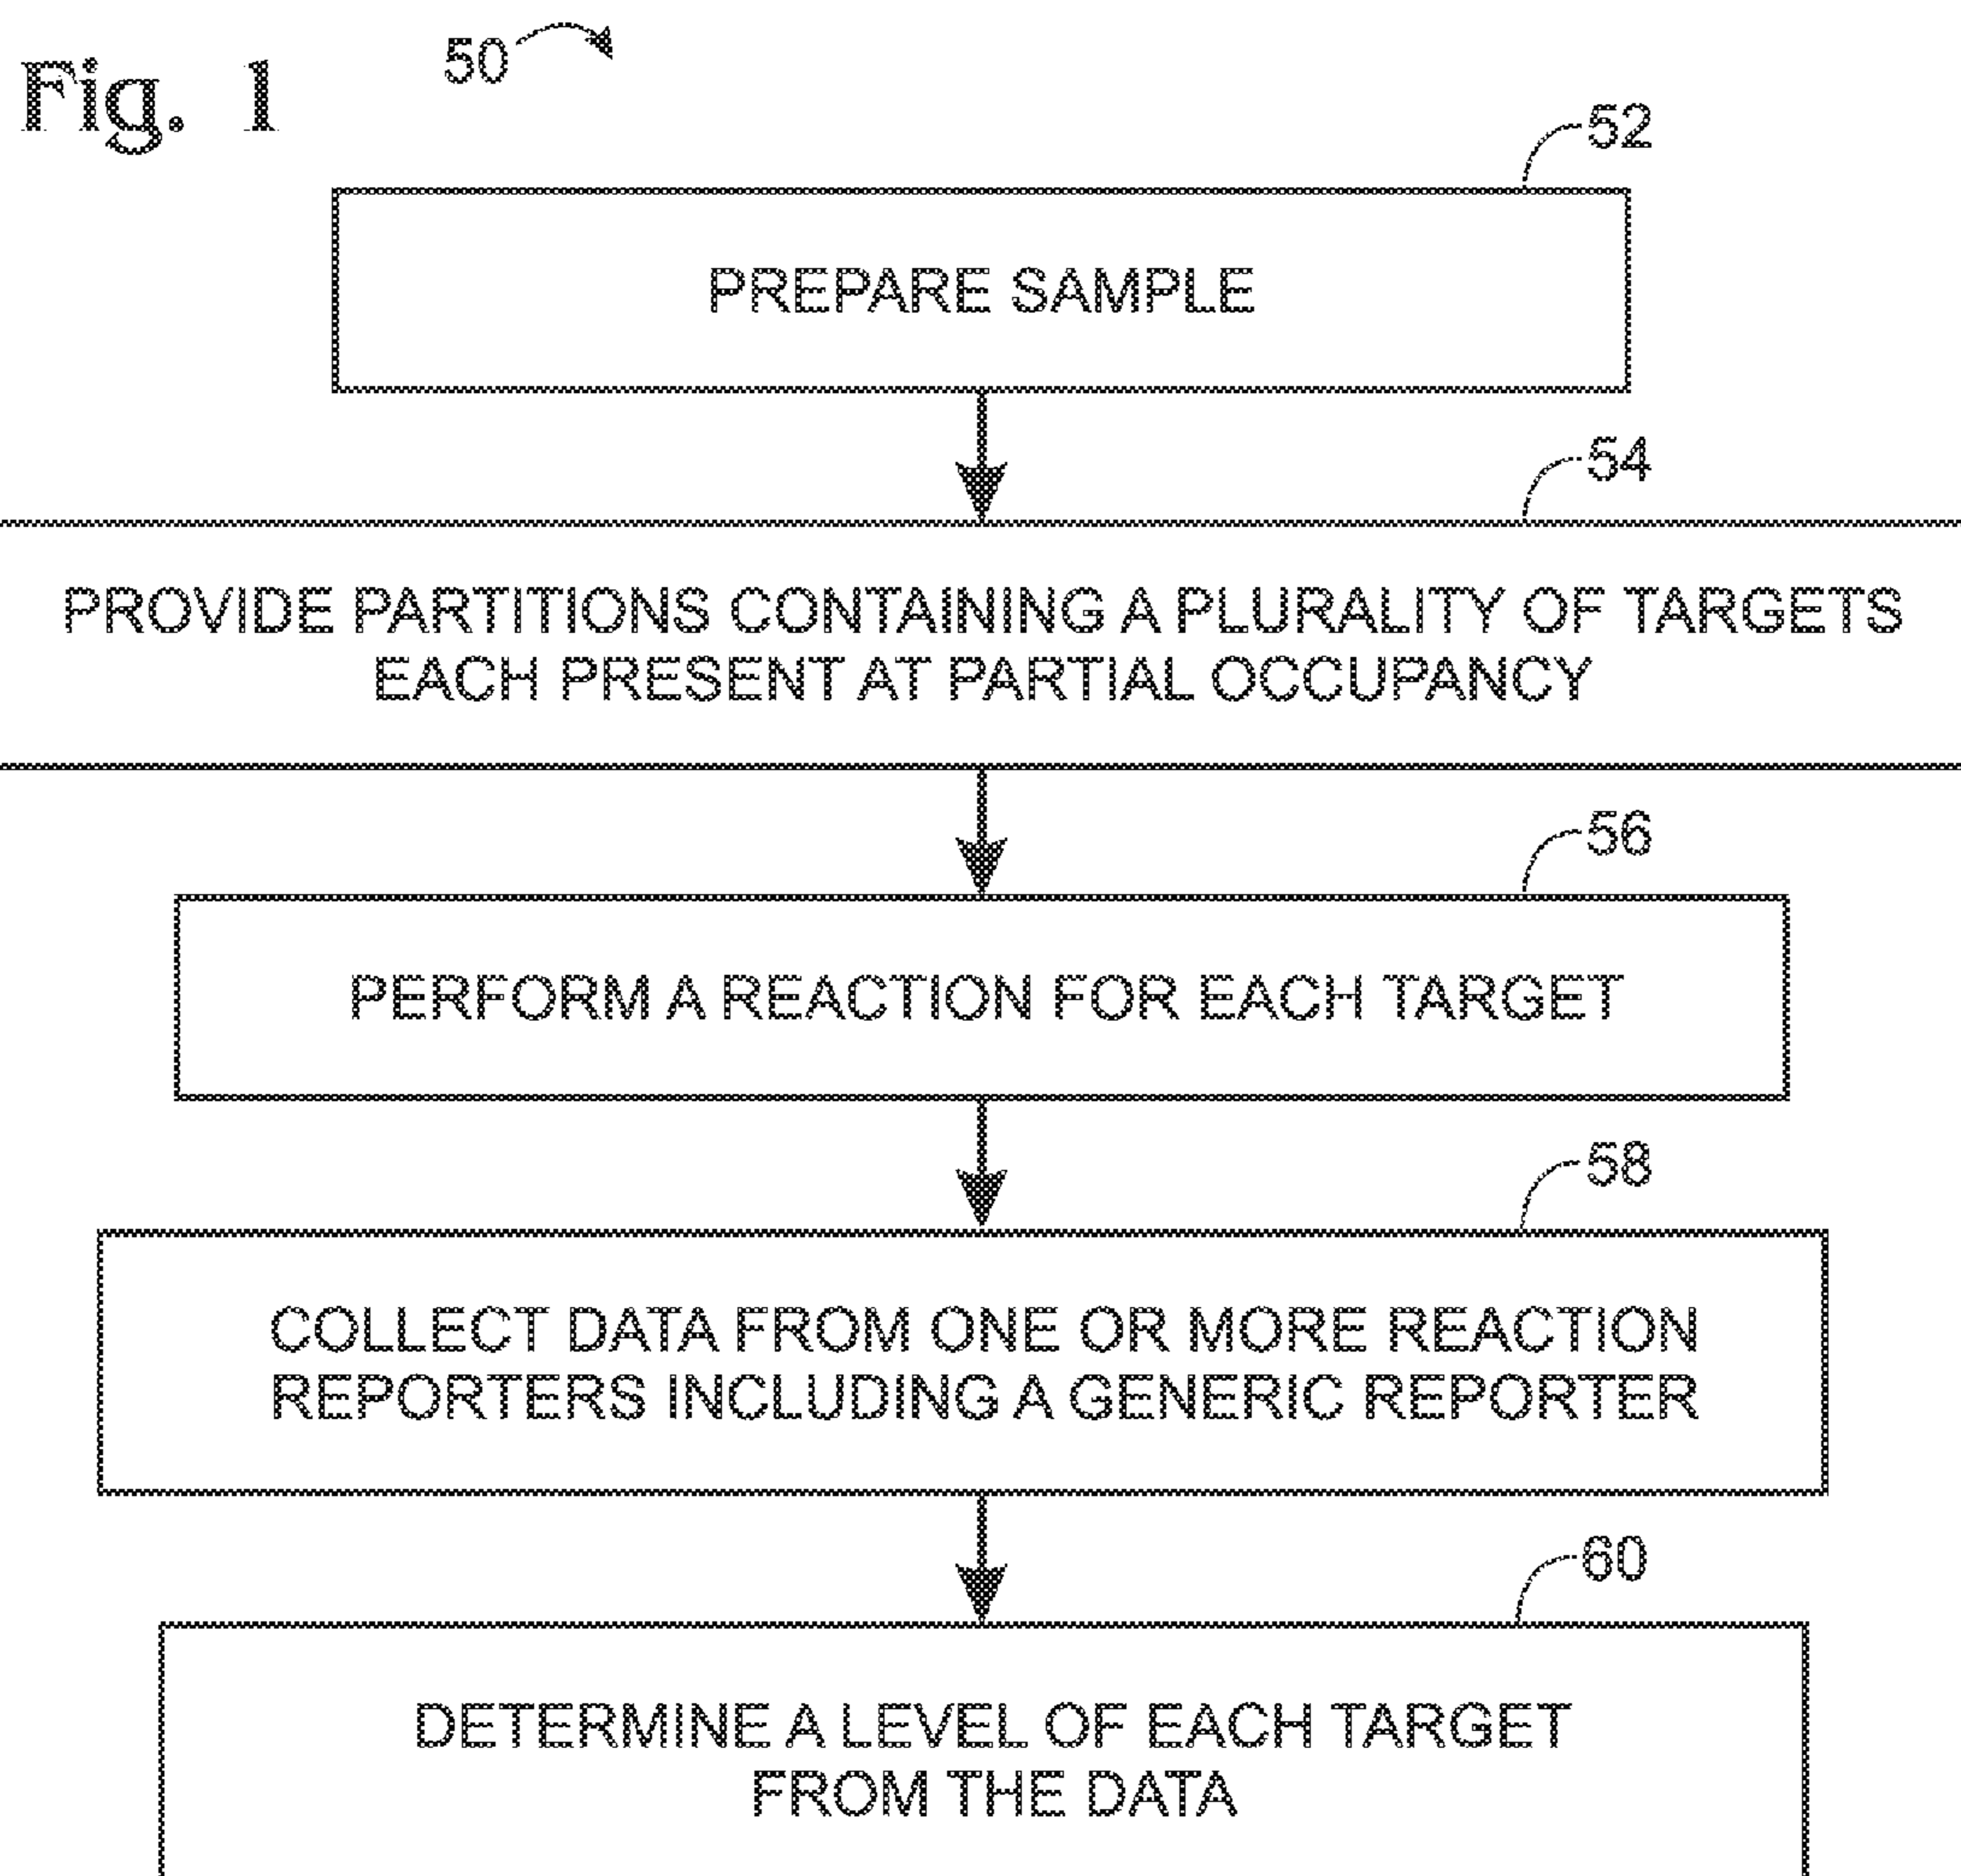 Fig. 1
50
52
PREPARE SAMPLE
54
PROVIDE PARTITIONS CONTAINING A PLURALITY OF TARGETS
EACH PRESENT AT PARTIAL OCCUPANCY
56
PERFORM A REACTION FOR EACH TARGET
58
COLLECT DATA FROM ONE OR MORE REACTION
REPORTERS INCLUDING A GENERIC REPORTER
60
DETERMINE A LEVEL OF EACH TARGET
FROM THE DATA